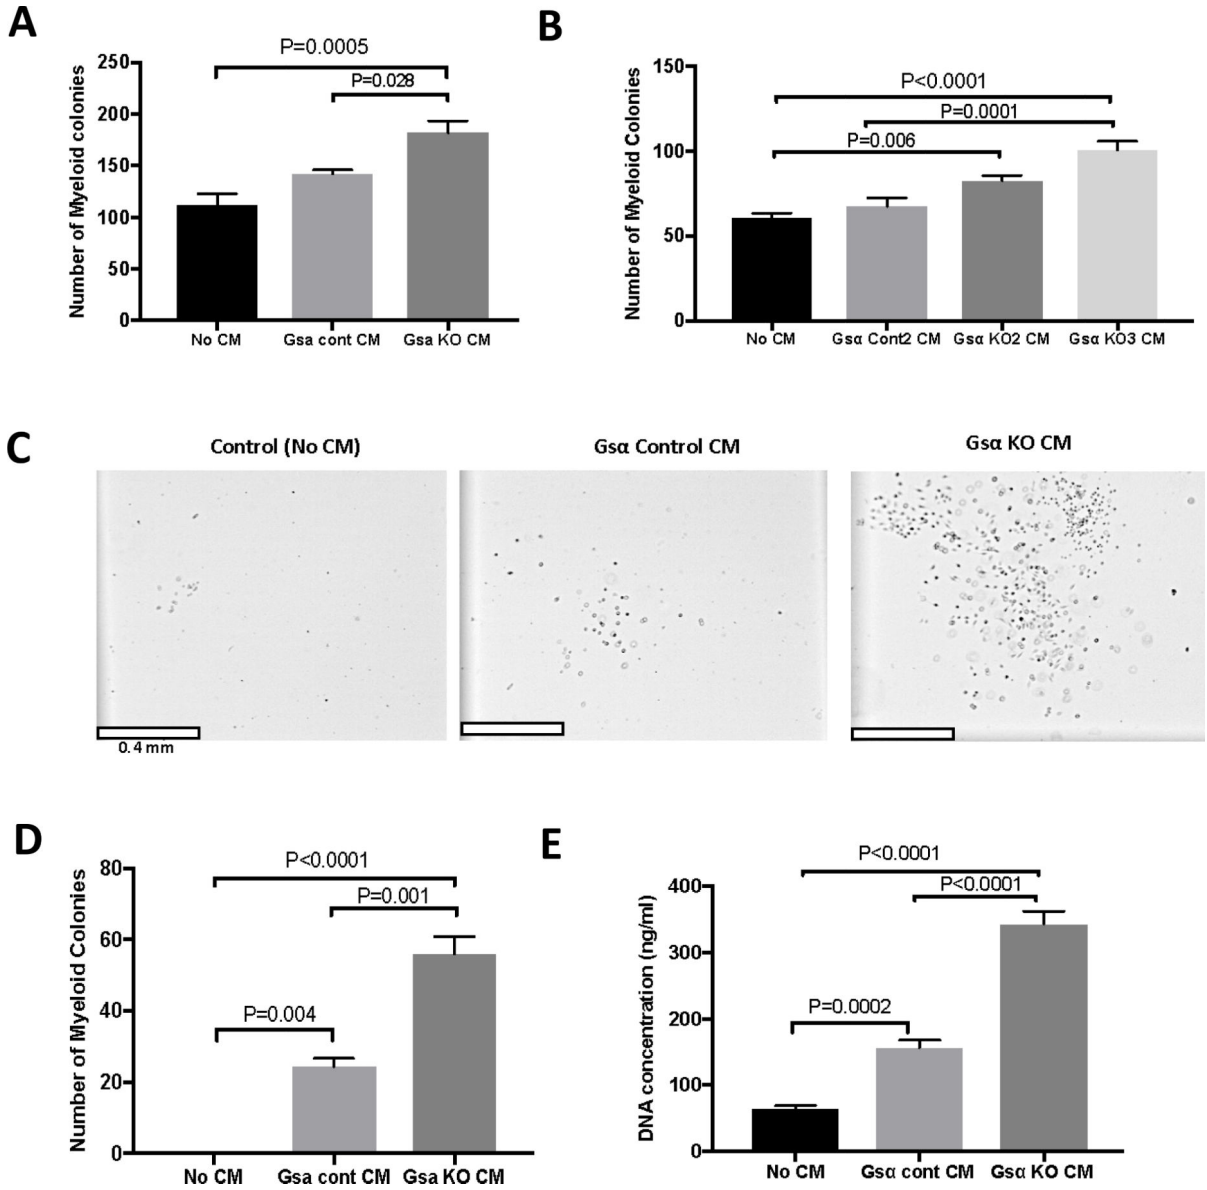 A
P=0.0005
P=0.028
Number of Myeloid colonies
250
200
150
100
50
0
No CM
Gsa cont CM
Gsa KO CM
B
P<0.0001
P=0.0001
P=0.006
Number of Myeloid Colonies
150
100
50
0
No CM
Gsα Cont2 CM
Gsα KO2 CM
Gsα KO3 CM
C
Control (No CM)
Gsα Control CM
Gsα KO CM
0.4 mm
D
P<0.0001
P=0.001
P=0.004
Number of Myeloid Colonies
80
60
40
20
0
No CM
Gsa cont CM
Gsa KO CM
E
P<0.0001
P<0.0001
P=0.0002
DNA concentration (ng/ml)
400
300
200
100
0
No CM
Gsα cont CM
Gsα KO CM